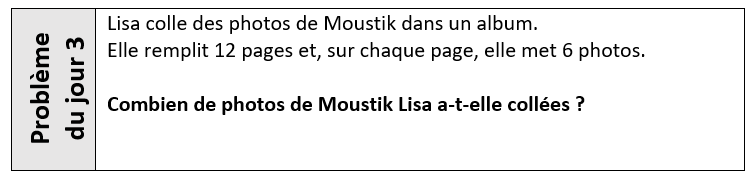 Problème
du jour 3
Lisa colle des photos de Moustik dans un album.
Elle remplit 12 pages et, sur chaque page, elle met 6 photos.
Combien de photos de Moustik Lisa a-t-elle collées ?